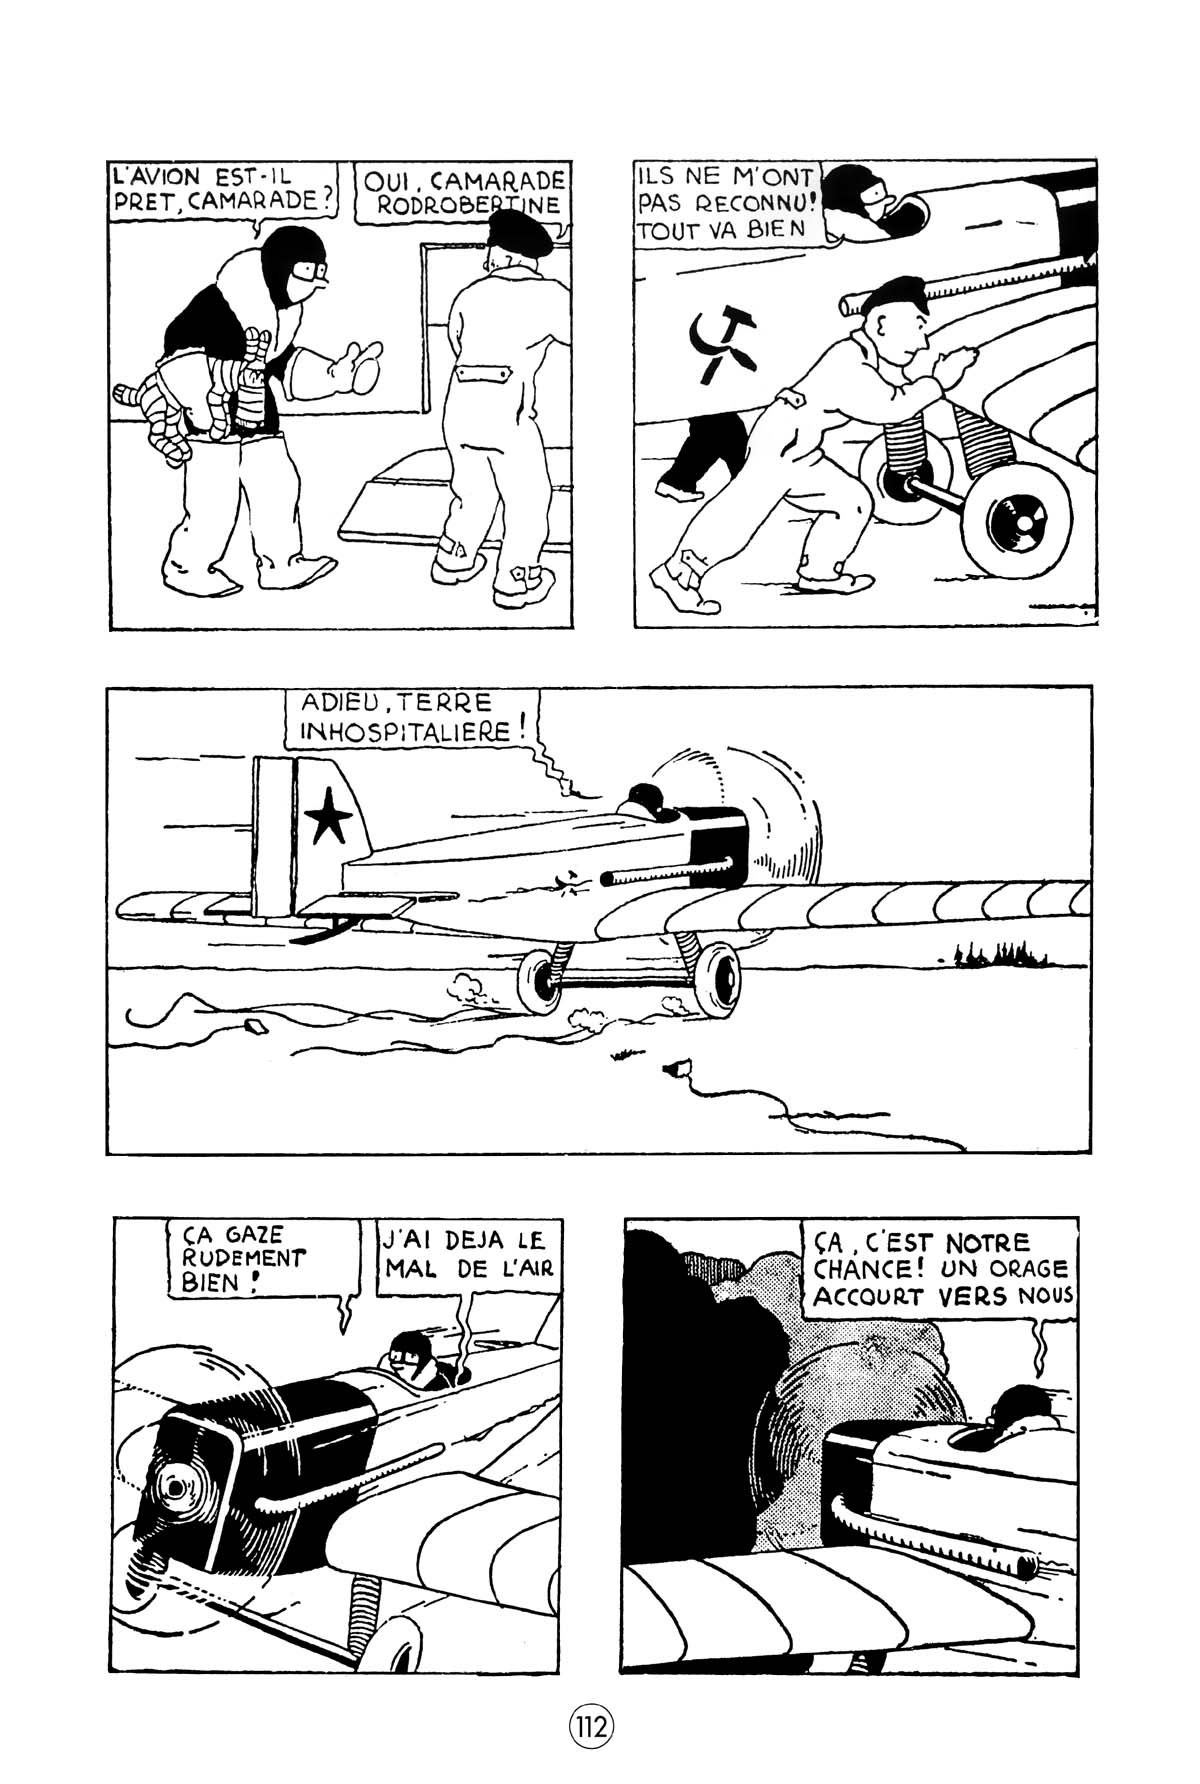 L'AVION EST-IL
PRET, CAMARADE?
OUI, CAMARADE
RODROBERTINE
ILS NE M'ONT
PAS RECONNU!
TOUT VA BIEN
ADIEU, TERRE
INHOSPITALIERE!
ÇA GAZE
RUDEMENT
BIEN!
J'AI DEJA LE
MAL DE L'AIR
ÇA, C'EST NOTRE
CHANCE! UN ORAGE
ACCOURT VERS NOUS
112